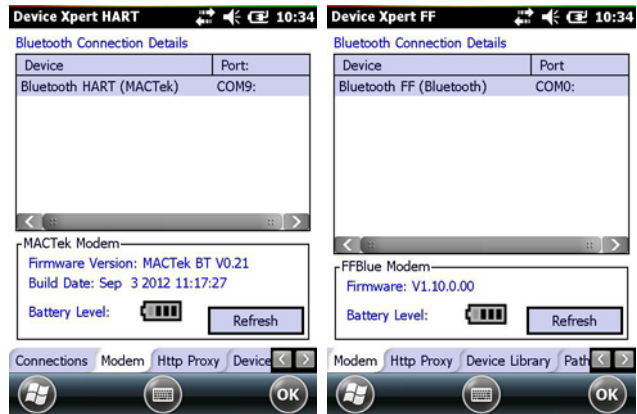 Device Xpert HART 10:34
Bluetooth Connection Details
Device Port:
Bluetooth HART (MACTek) COM9:
MACTek Modem
Firmware Version: MACTek BT V0.21
Build Date: Sep 3 2012 11:17:27
Battery Level:
Refresh
Connections Modem Http Proxy Device
OK
Device Xpert FF 10:34
Bluetooth Connection Details
Device Port
Bluetooth FF (Bluetooth) COM0:
FFBlue Modem
Firmware: V1.10.0.00
Battery Level:
Refresh
Modem Http Proxy Device Library Path
OK